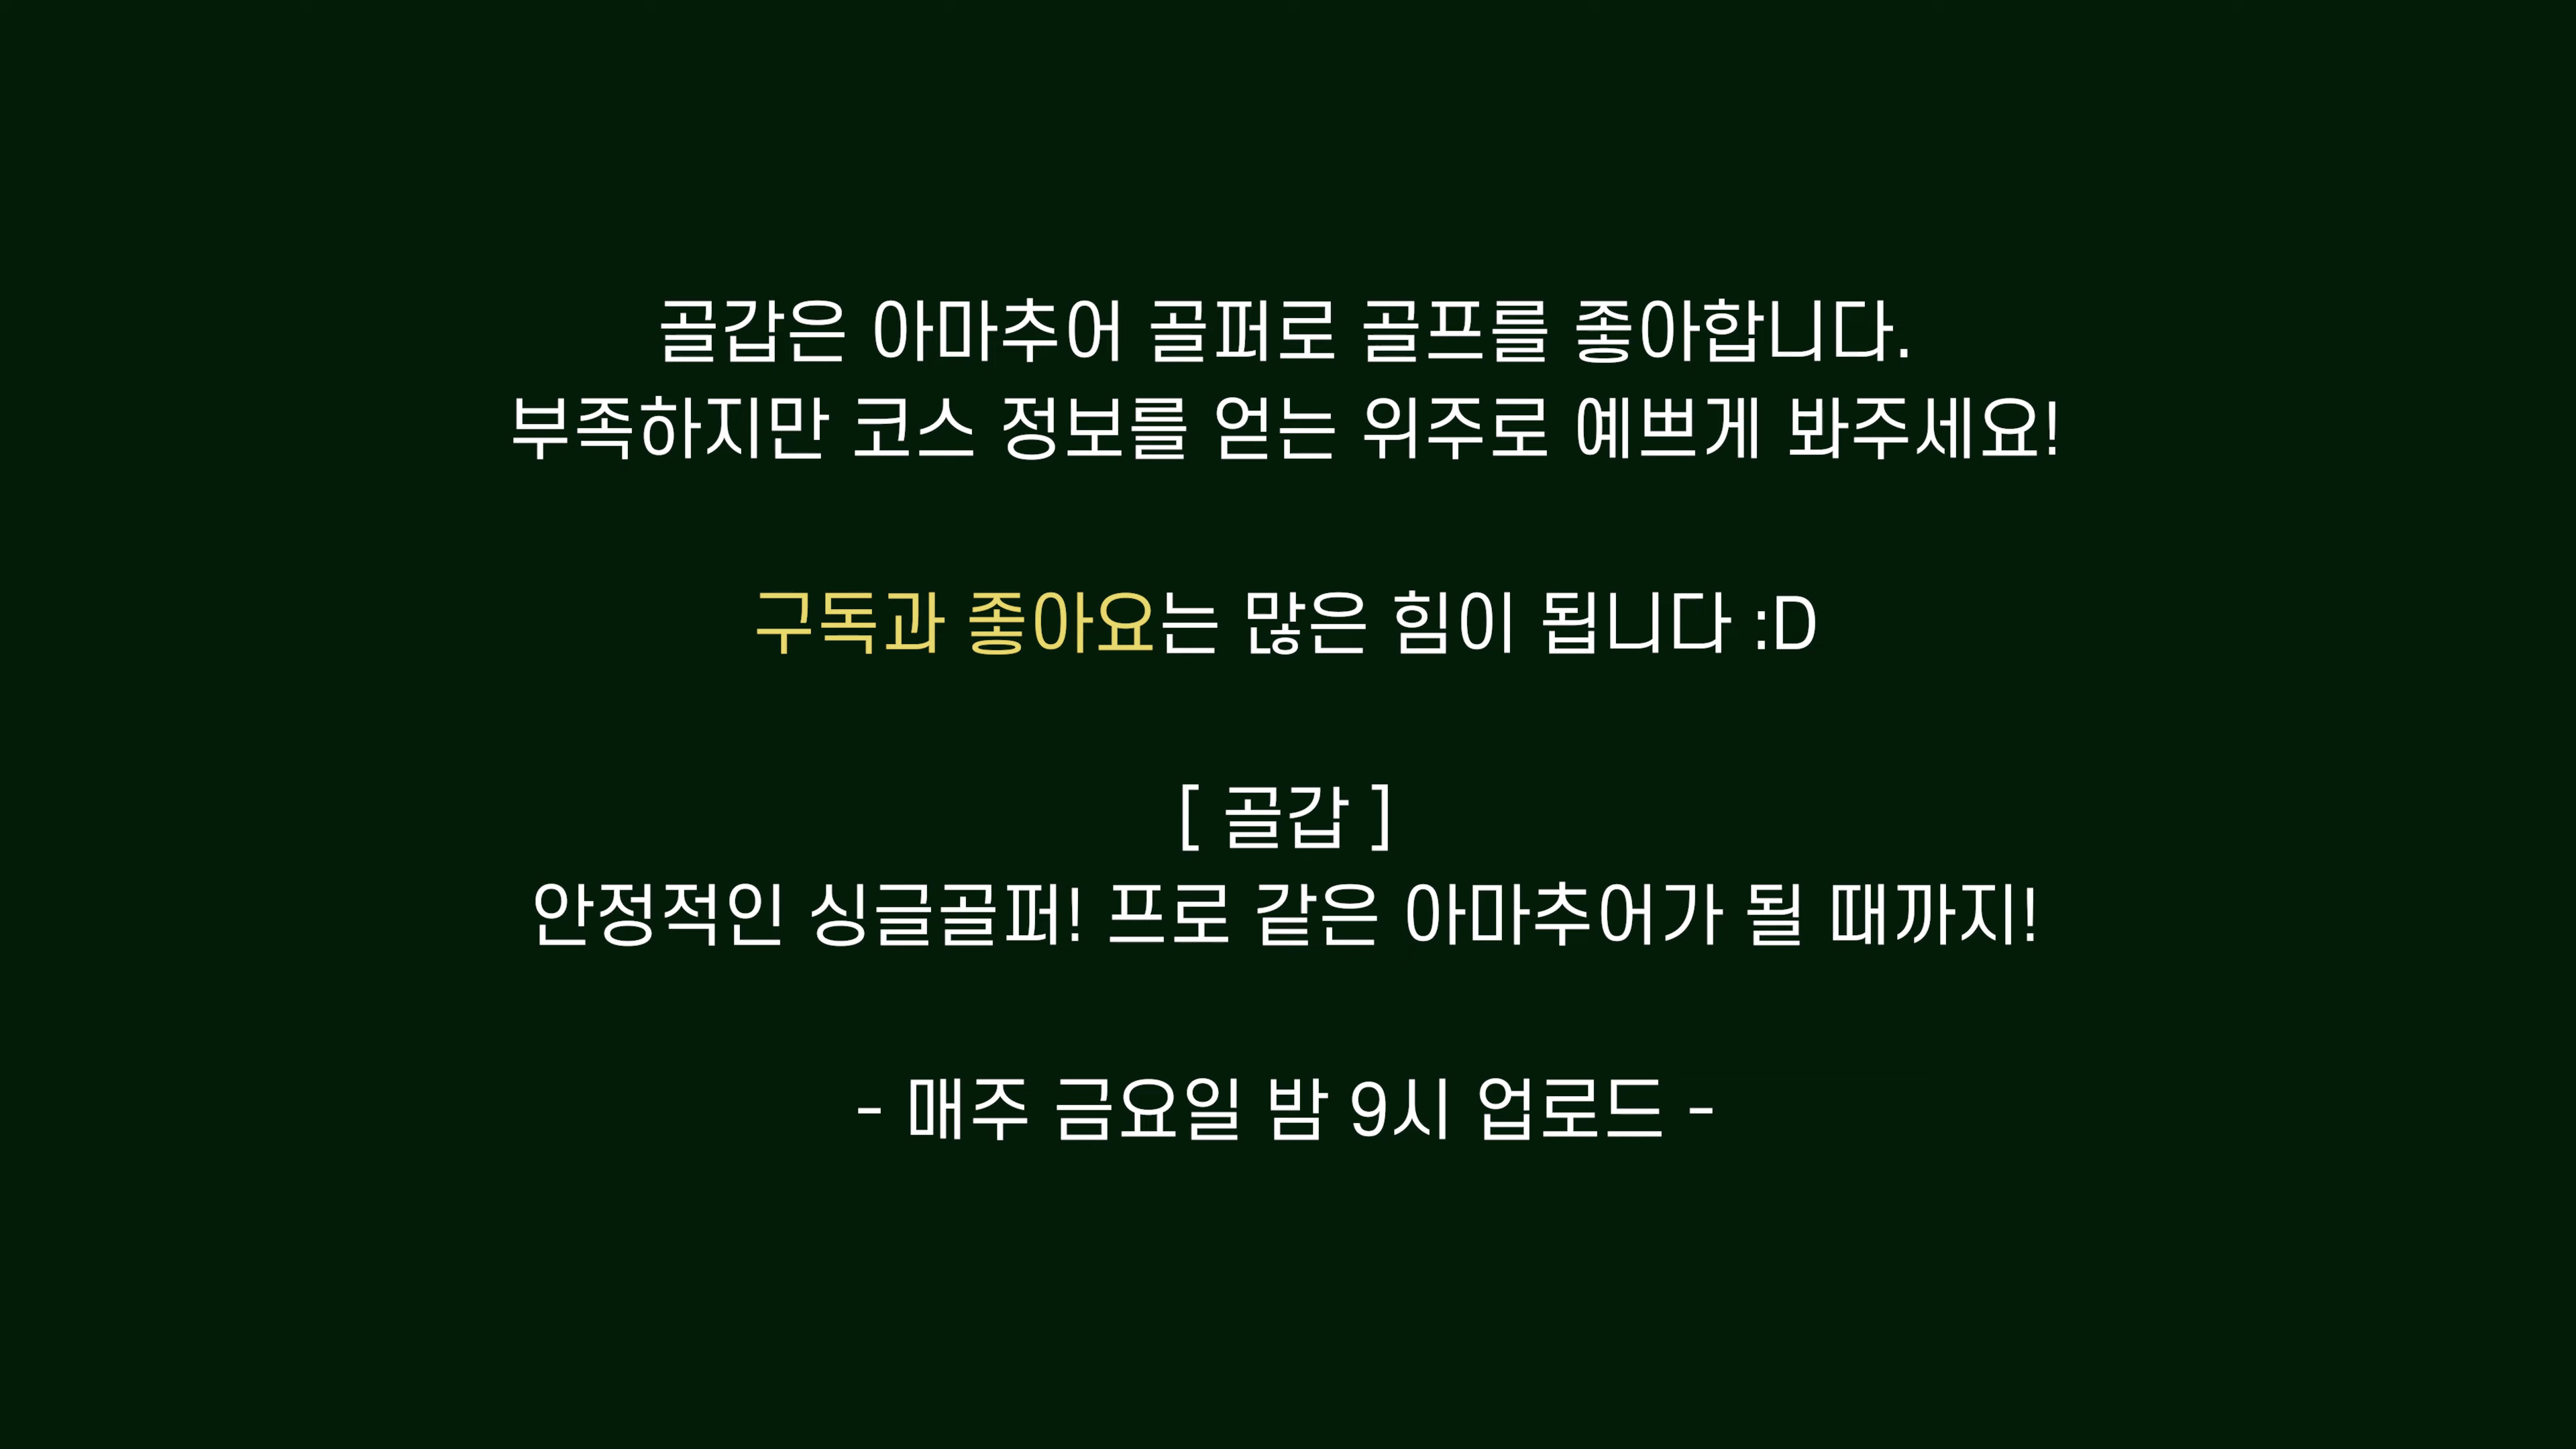 골갑은 아마추어 골퍼로 골프를 좋아합니다.
부족하지만 코스 정보를 얻는 위주로 예쁘게 봐주세요!
구독과 좋아요는 많은 힘이 됩니다 :D
[ 골갑 ]
안정적인 싱글골퍼! 프로 같은 아마추어가 될 때까지!
- 매주 금요일 밤 9시 업로드 -